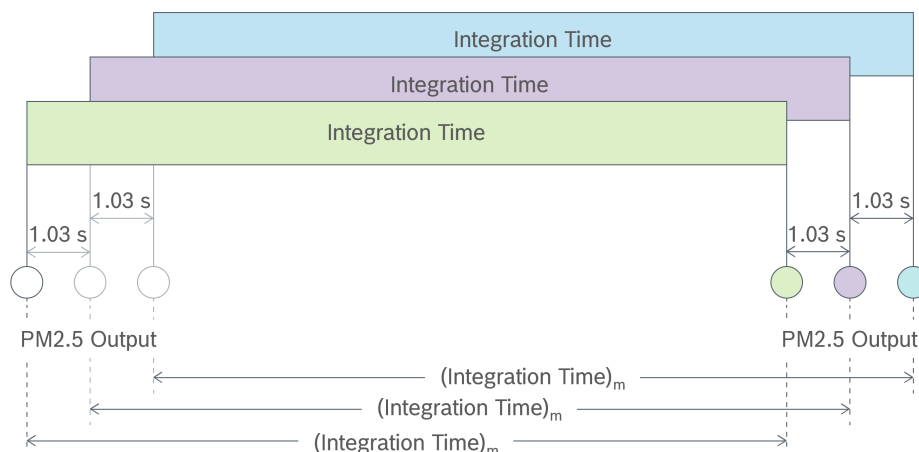 Integration Time
Integration Time
Integration Time
1.03 s
1.03 s
1.03 s
1.03 s
PM2.5 Output
PM2.5 Output
(Integration Time)m
(Integration Time)m
(Integration Time)m